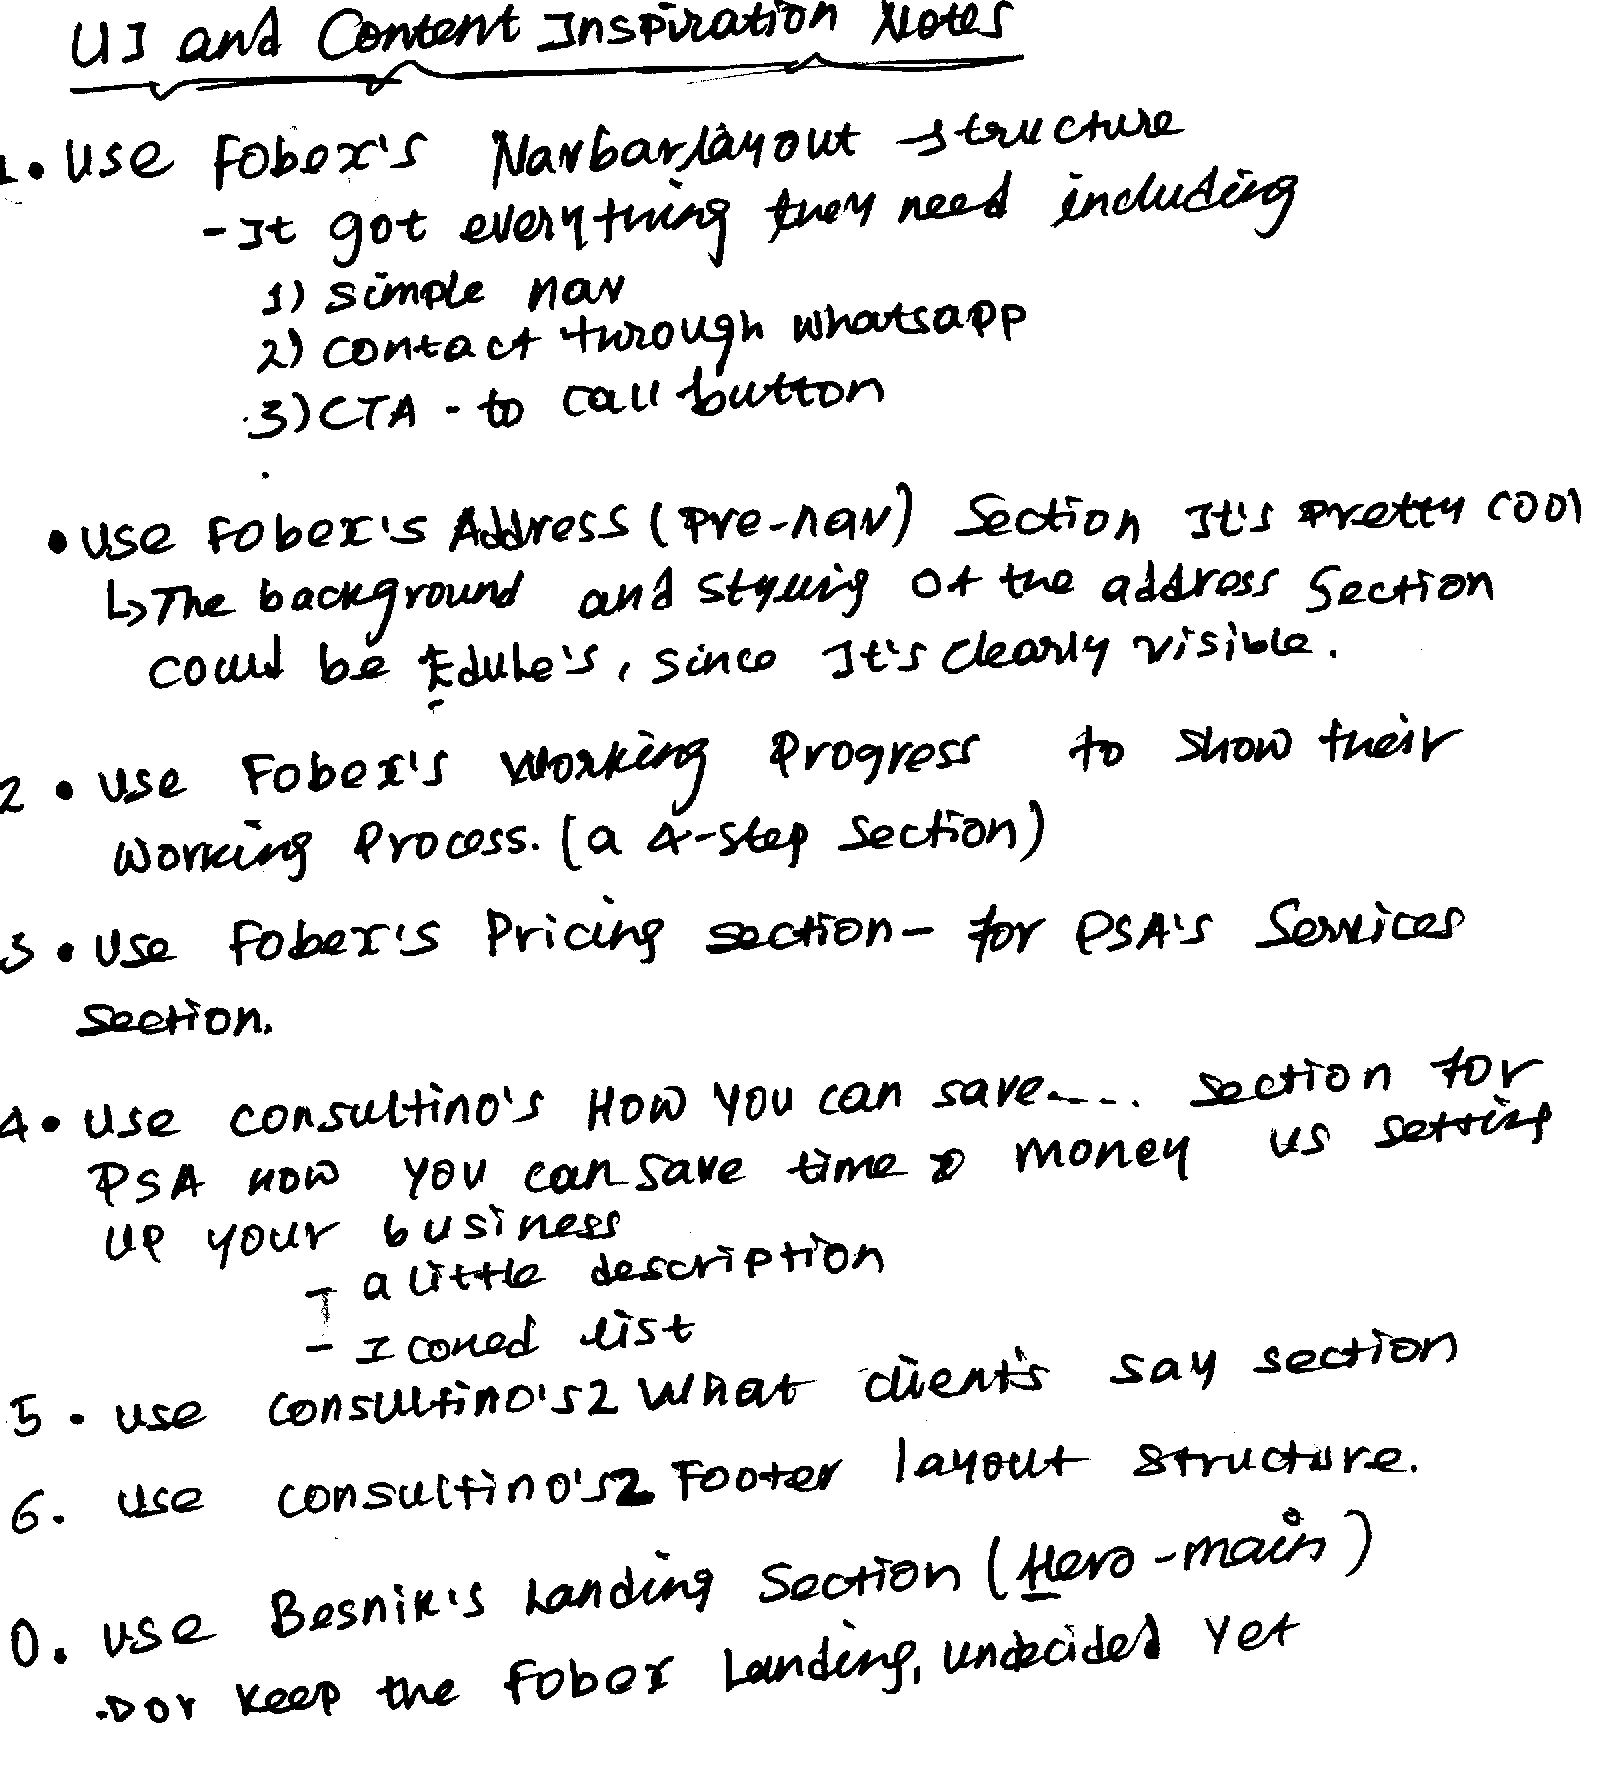 UI and Content Inspiration Notes
1. Use Fobex's Navbar layout structure
- It got everything they need including
1) Simple nav
2) contact through whatsapp
3) CTA - to call button
• Use Fobex's Address (pre-nav) Section It's pretty cool
↳ The background and styling of the address Section
could be Edube's, since It's clearly visible.
2 • Use Fobex's Working Progress to show their
Working Process. (a 4-step section)
3 • Use Fobex's Pricing section - for PSA's Services
Section.
4 • Use consultino's How You can save.... section for
PSA How You can save time & money us setting
up your business
- a little description
- Iconed list
5 • use consultino's2 What client's say section
6. use consultino's2 Footer layout structure.
0. Use Besnik's Landing Section (Hero-main)
or keep the Fobex Landing, undecided yet